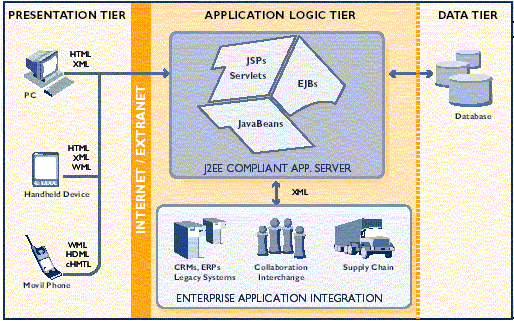 PRESENTATION TIER
APPLICATION LOGIC TIER
DATA TIER
HTML
XML
PC
HTML
XML
WML
Handheld Device
WML
HDML
cHMTL
Movil Phone
INTERNET / EXTRANET
JSPs
Servlets
EJBs
JavaBeans
J2EE COMPLIANT APP. SERVER
XML
CRMs, ERPs
Legacy Systems
Collaboration
Interchange
Supply Chain
ENTERPRISE APPLICATION INTEGRATION
Database